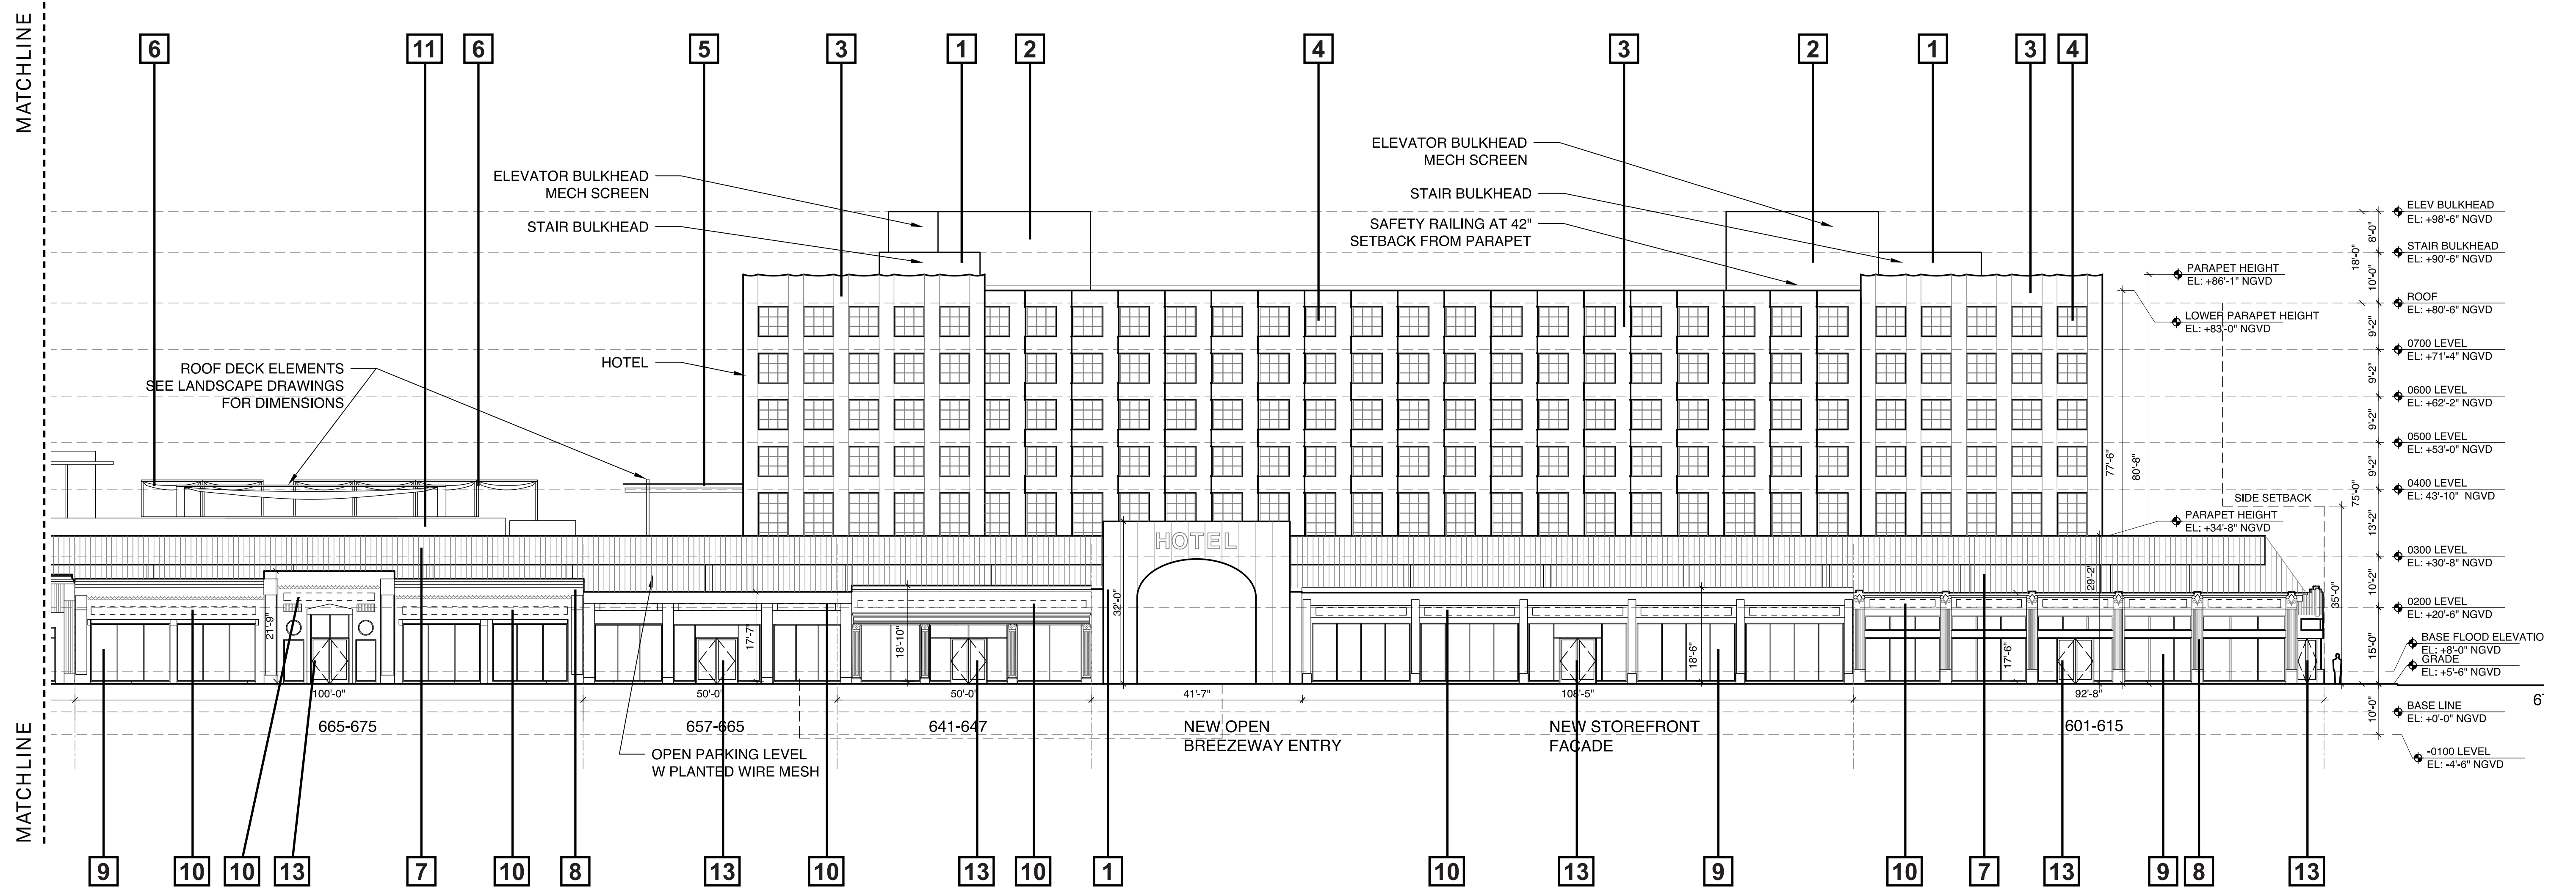 MATCHLINE
6
11
6
5
3
1
2
4
3
2
1
3
4
ELEVATOR BULKHEAD
MECH SCREEN
STAIR BULKHEAD
ELEVATOR BULKHEAD
MECH SCREEN
STAIR BULKHEAD
SAFETY RAILING AT 42"
SETBACK FROM PARAPET
HOTEL
ROOF DECK ELEMENTS
SEE LANDSCAPE DRAWINGS
FOR DIMENSIONS
PARAPET HEIGHT
EL: +86'-1" NGVD
LOWER PARAPET HEIGHT
EL: +83'-0" NGVD
SIDE SETBACK
PARAPET HEIGHT
EL: +34'-8" NGVD
ELEV BULKHEAD
EL: +98'-6" NGVD
STAIR BULKHEAD
EL: +90'-6" NGVD
ROOF
EL: +80'-6" NGVD
0700 LEVEL
EL: +71'-4" NGVD
0600 LEVEL
EL: +62'-2" NGVD
0500 LEVEL
EL: +53'-0" NGVD
0400 LEVEL
EL: 43'-10" NGVD
0300 LEVEL
EL: +30'-8" NGVD
0200 LEVEL
EL: +20'-6" NGVD
BASE FLOOD ELEVATIO
EL: +8'-0" NGVD
GRADE
EL: +5'-6" NGVD
BASE LINE
EL: +0'-0" NGVD
-0100 LEVEL
EL: -4'-6" NGVD
8'-0"
18'-0"
10'-0"
9'-2"
9'-2"
9'-2"
9'-2"
75'-0"
13'-2"
10'-2"
15'-0"
10'-0"
77'-6"
80'-8"
35'-0"
29'-2"
HOTEL
32'-0"
21'-9"
17'-7"
18'-10"
18'-6"
17'-6"
100'-0"
50'-0"
50'-0"
41'-7"
108'-5"
92'-8"
6
665-675
657-665
641-647
NEW OPEN
BREEZEWAY ENTRY
NEW STOREFRONT
FACADE
601-615
OPEN PARKING LEVEL
W PLANTED WIRE MESH
MATCHLINE
9
10
10
13
7
10
8
13
10
13
10
1
10
13
9
10
7
13
9
8
13